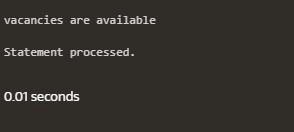 vacancies are available
Statement processed.
0.01 seconds